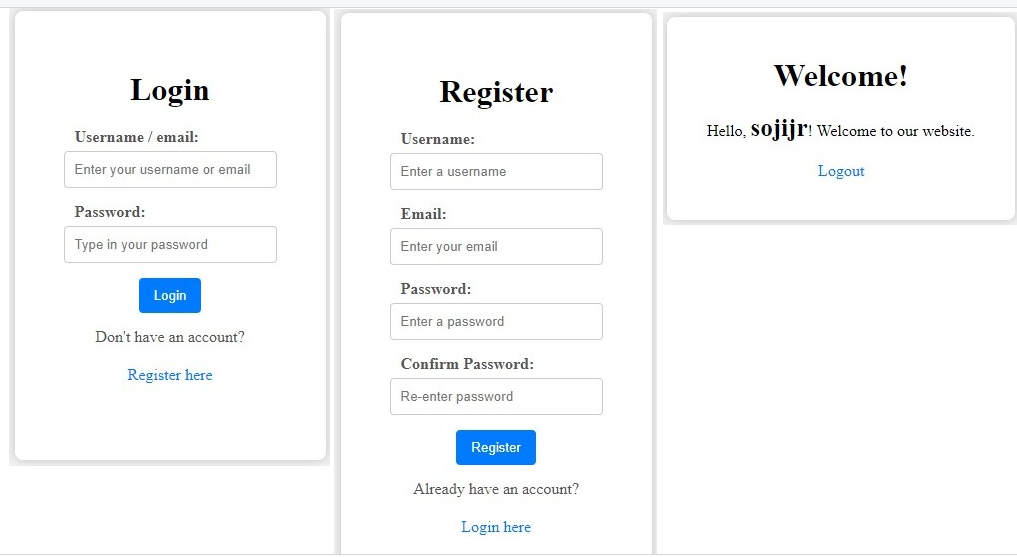 Login
Username / email:
Enter your username or email
Password:
Type in your password
Login
Don't have an account?
Register here
Register
Username:
Enter a username
Email:
Enter your email
Password:
Enter a password
Confirm Password:
Re-enter password
Register
Already have an account?
Login here
Welcome!
Hello, sojijr! Welcome to our website.
Logout